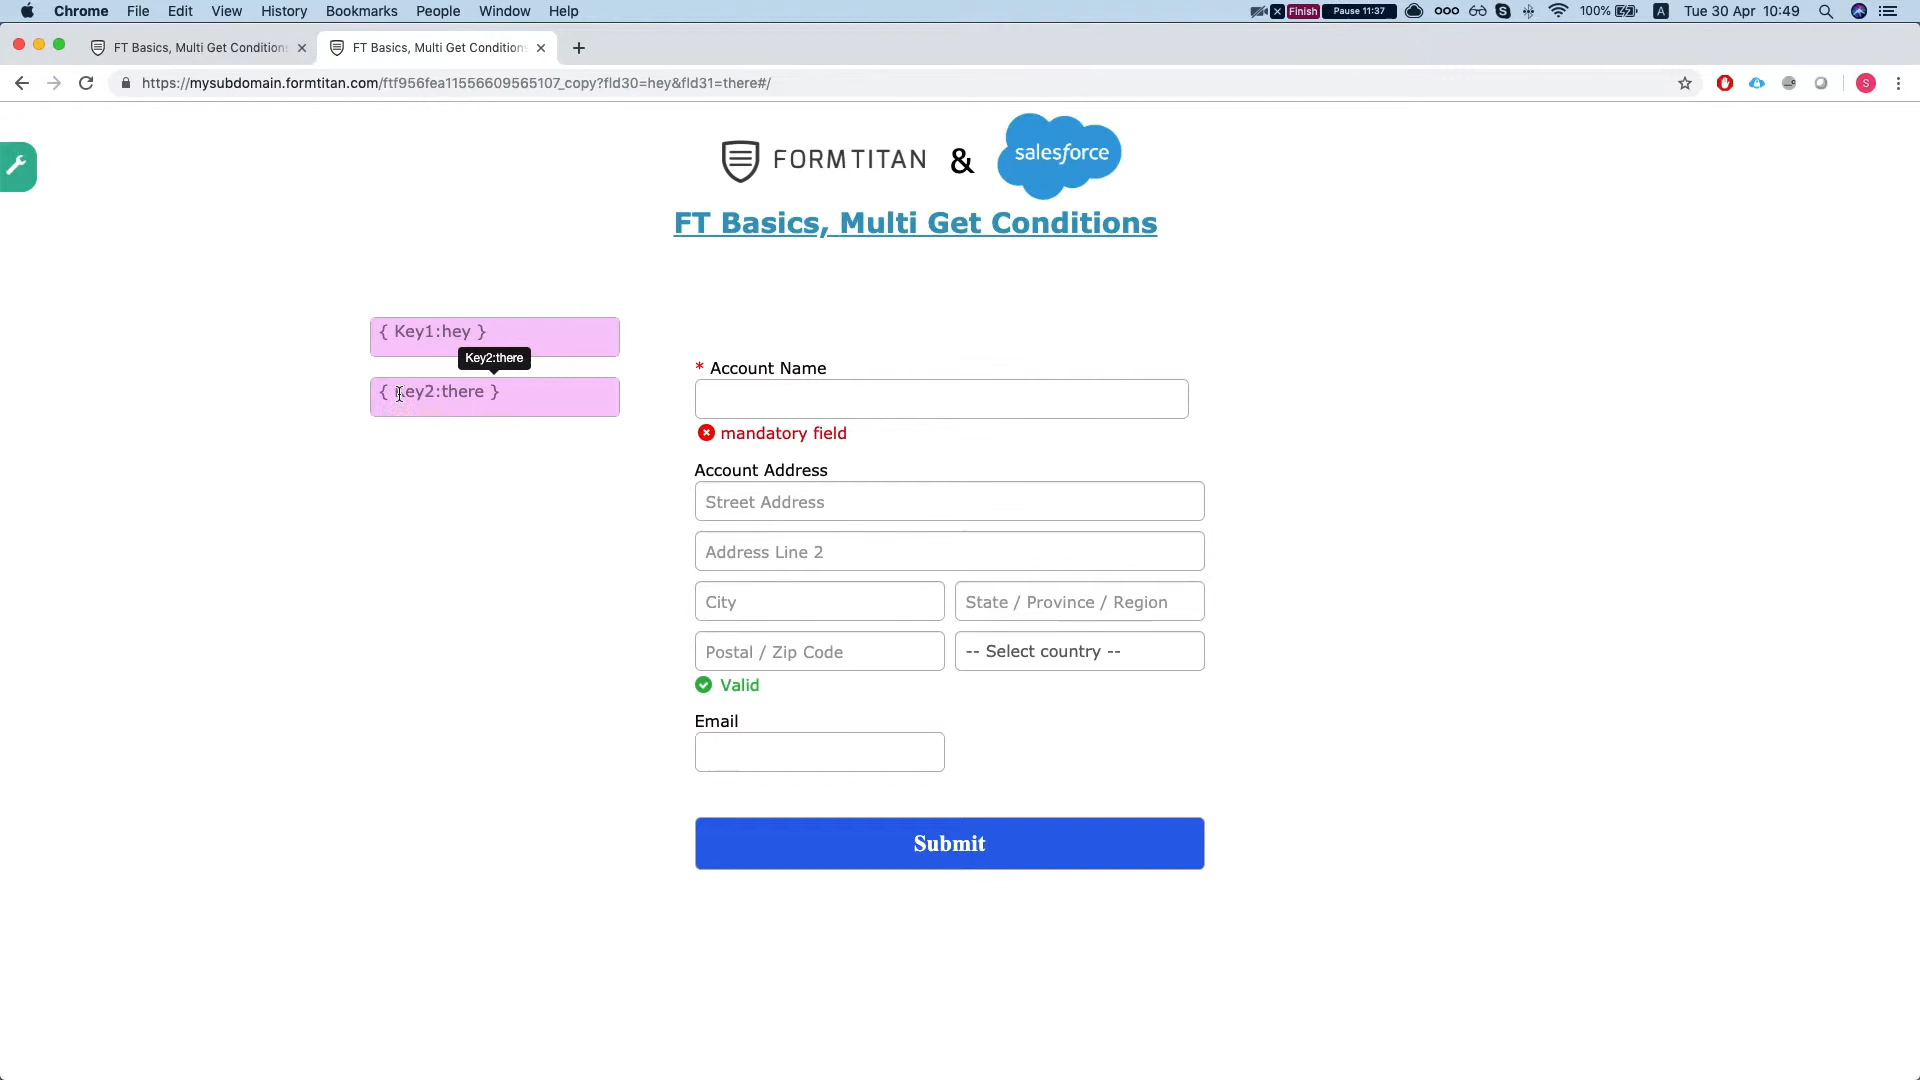 Chrome File Edit View History Bookmarks People Window Help
Finish Pause 11:37 100% A Tue 30 Apr 10:49
FT Basics, Multi Get Conditions
FT Basics, Multi Get Condition
https://mysubdomain.formtitan.com/ftf956fea11556609565107_copy?fld30=hey&fld31=there#/
S
FORMTITAN & salesforce
FT Basics, Multi Get Conditions
{ Key1:hey }
Key2:there
{ Key2:there }
* Account Name
mandatory field
Account Address
Street Address
Address Line 2
City State / Province / Region
Postal / Zip Code -- Select country --
Valid
Email
Submit